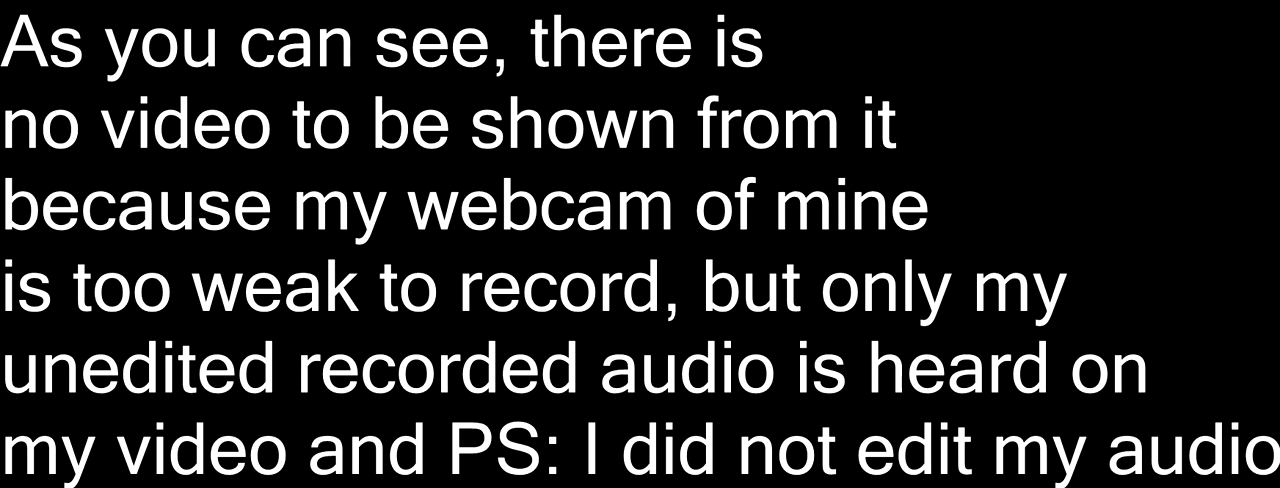 As you can see, there is
no video to be shown from it
because my webcam of mine
is too weak to record, but only my
unedited recorded audio is heard on
my video and PS: I did not edit my audio